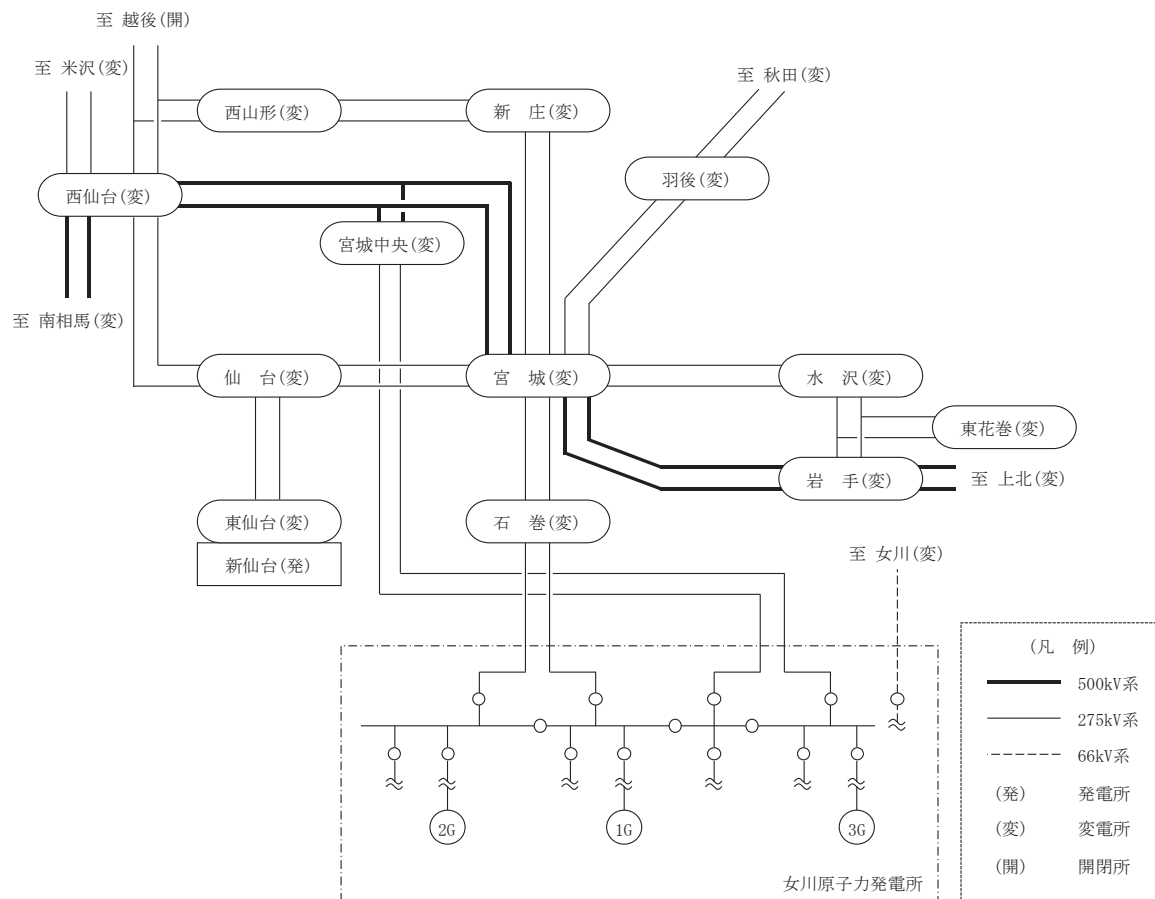 至 越後(開)
至 米沢(変)
至 秋田(変)
西山形(変)
新 庄(変)
羽後(変)
西仙台(変)
宮城中央(変)
至 南相馬(変)
仙 台(変)
宮 城(変)
水 沢(変)
東花巻(変)
岩 手(変)
至 上北(変)
東仙台(変)
石 巻(変)
新仙台(発)
至 女川(変)
(凡 例)
500kV系
275kV系
66kV系
(発) 発電所
(変) 変電所
(開) 開閉所
2G
1G
3G
女川原子力発電所